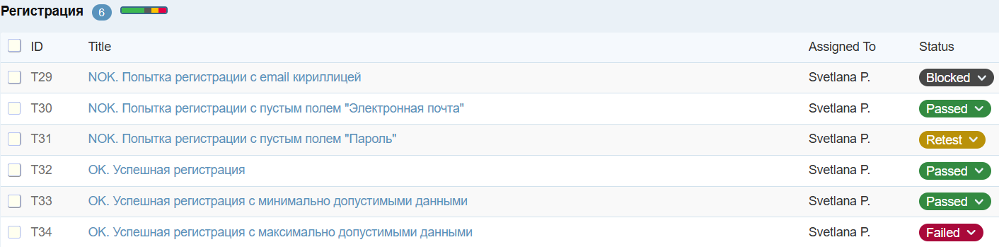 Регистрация 6
ID Title Assigned To Status
T29 NOK. Попытка регистрации с email кириллицей Svetlana P. Blocked
T30 NOK. Попытка регистрации с пустым полем "Электронная почта" Svetlana P. Passed
T31 NOK. Попытка регистрации с пустым полем "Пароль" Svetlana P. Retest
T32 OK. Успешная регистрация Svetlana P. Passed
T33 OK. Успешная регистрация с минимально допустимыми данными Svetlana P. Passed
T34 OK. Успешная регистрация с максимально допустимыми данными Svetlana P. Failed